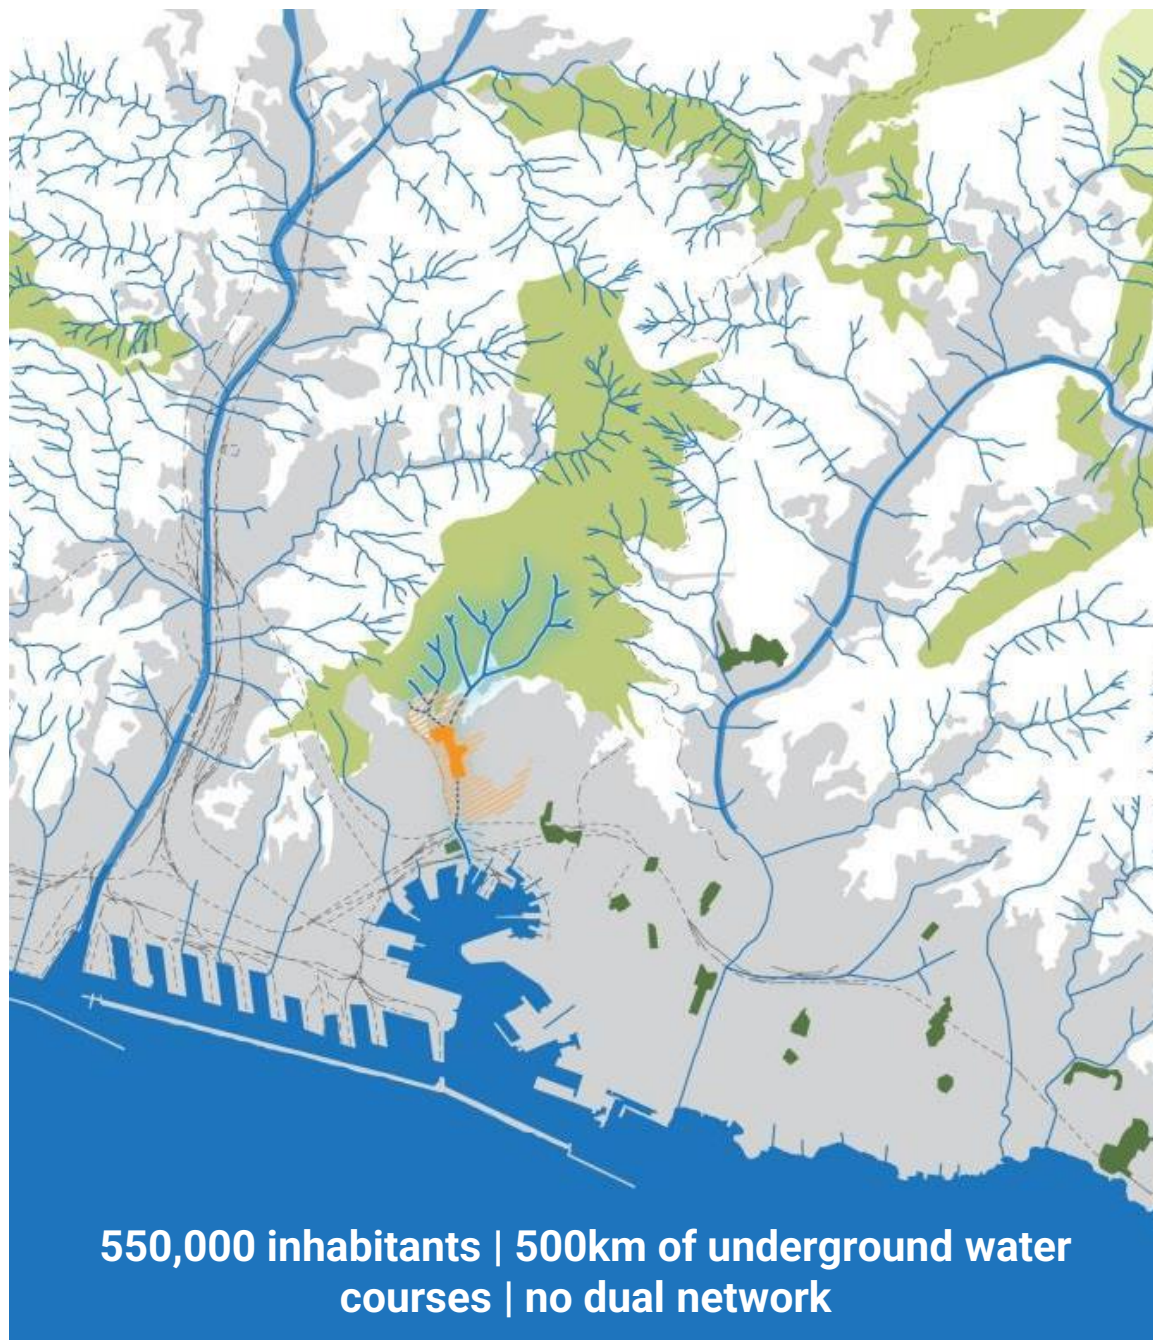 550,000 inhabitants | 500km of underground water
courses | no dual network